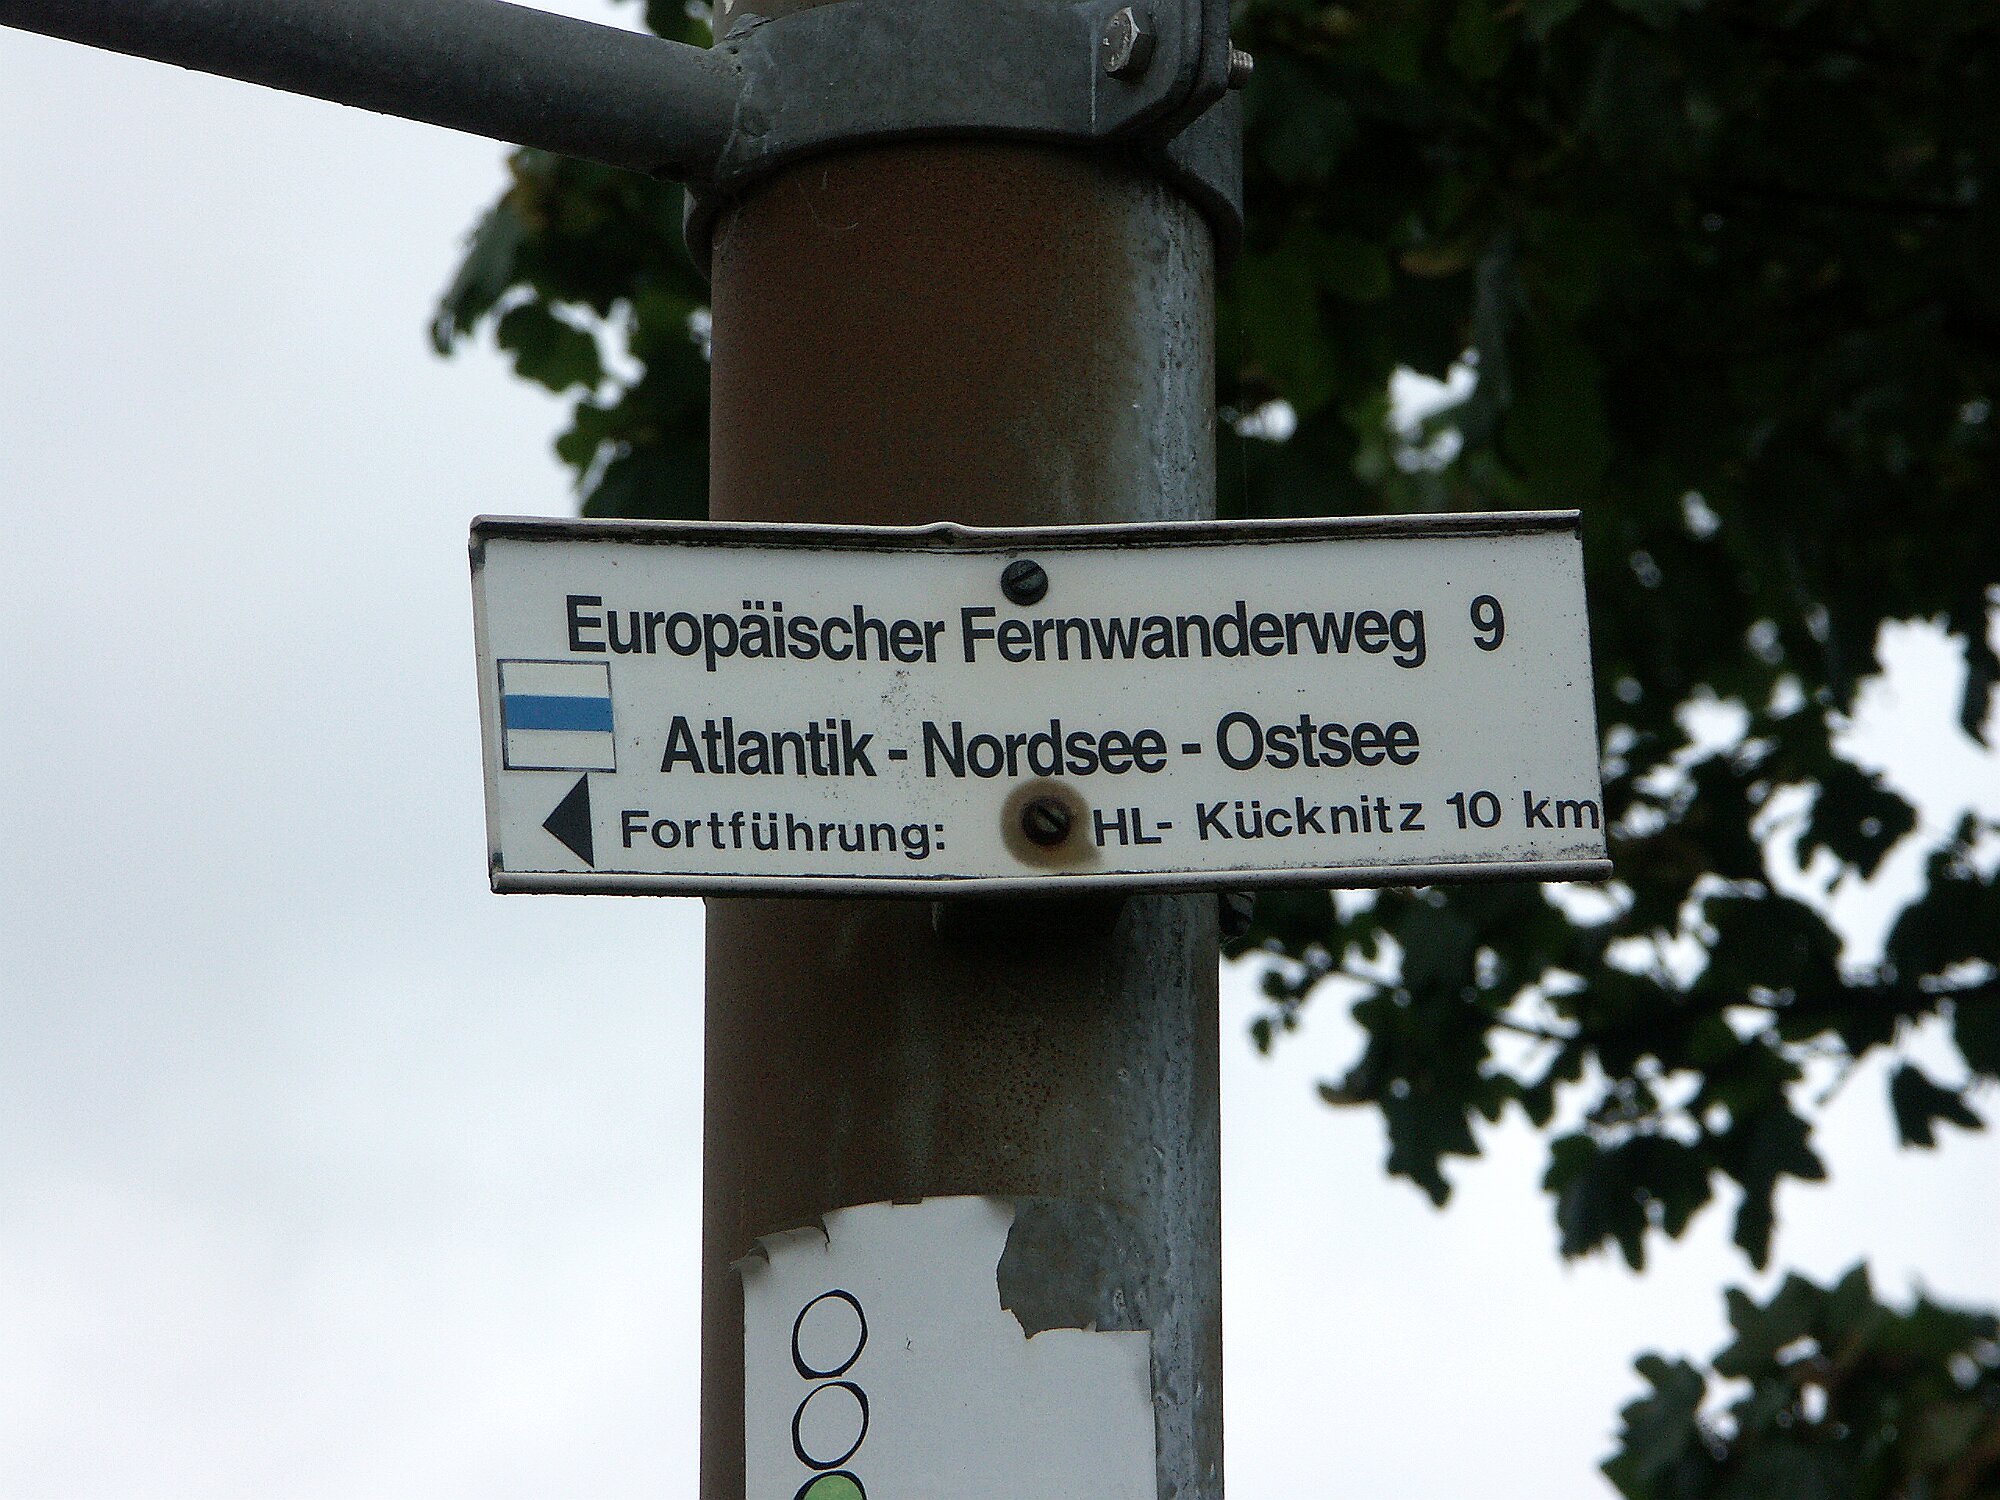 Europäischer Fernwanderweg 9
Atlantik - Nordsee - Ostsee
Fortführung: HL- Kücknitz 10 km